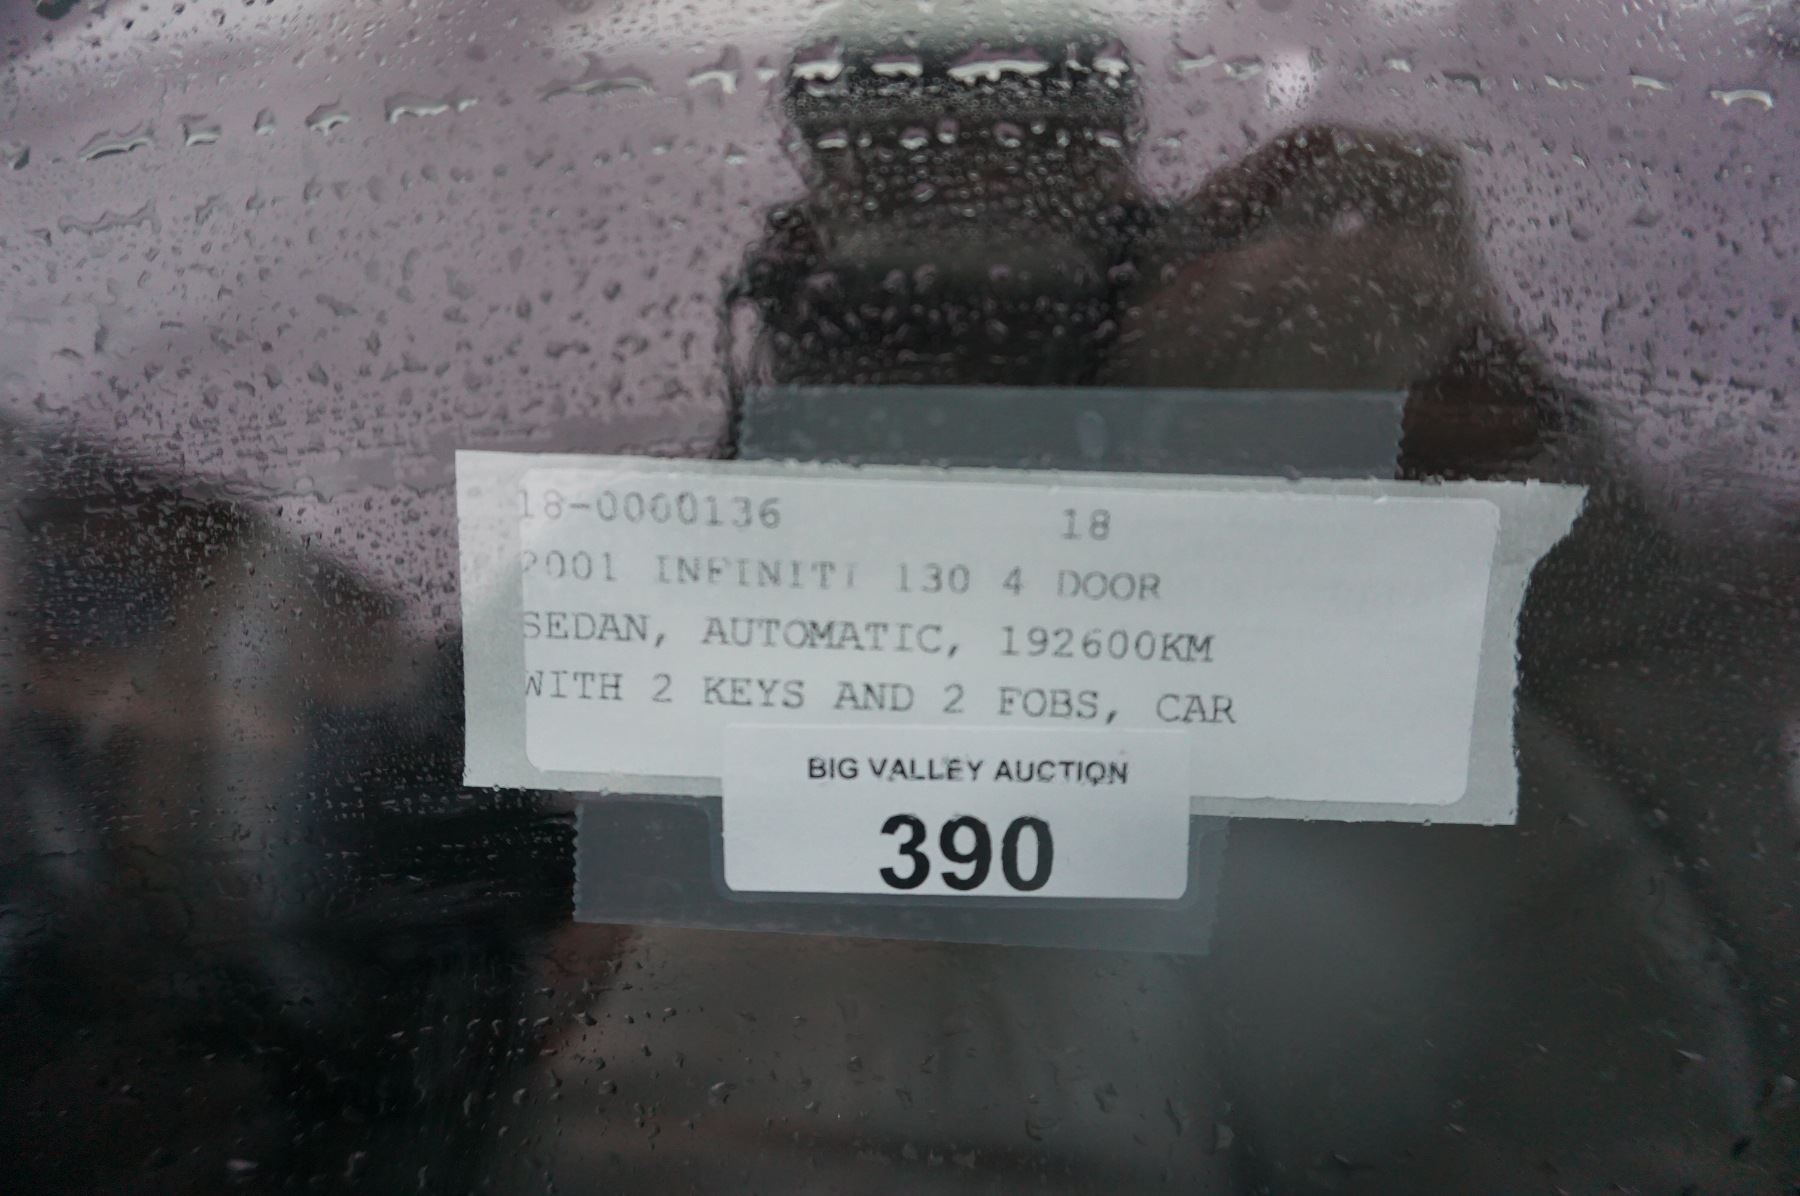 18-0000136 18
2001 INFINITI 130 4 DOOR
SEDAN, AUTOMATIC, 192600KM
WITH 2 KEYS AND 2 FOBS, CAR
BIG VALLEY AUCTION
390